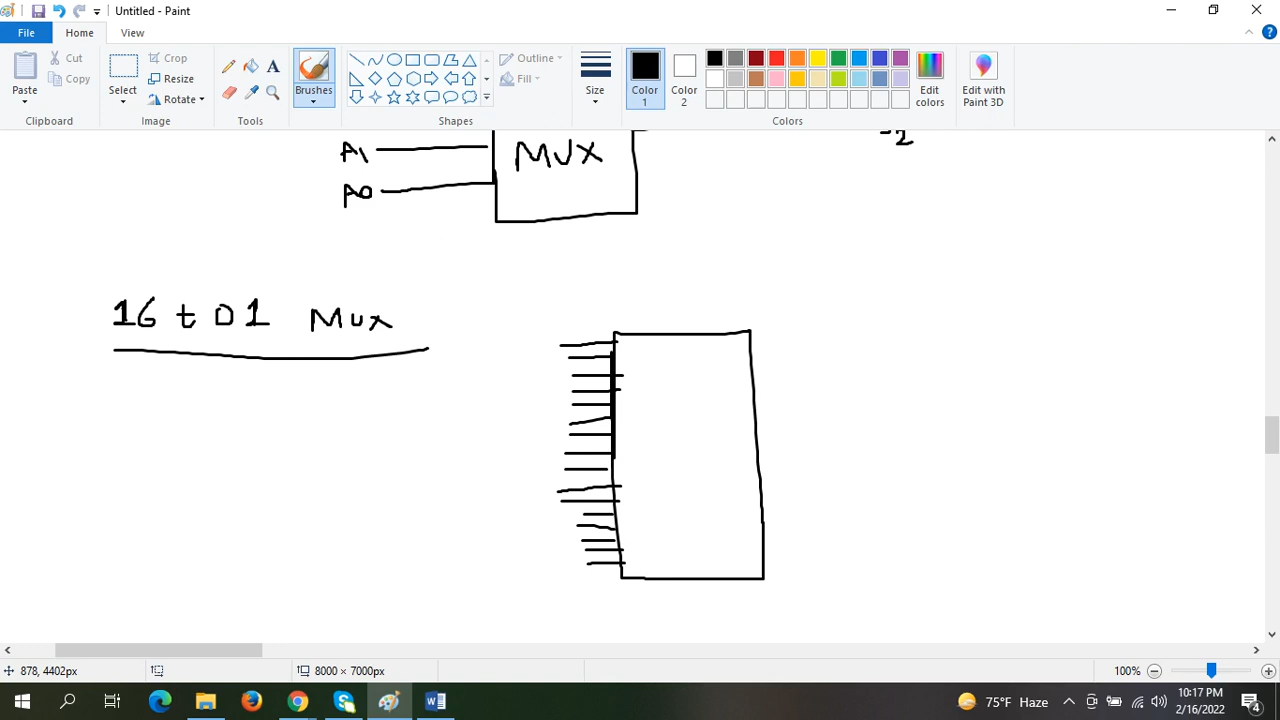 Untitled - Paint
File
Home
View
Paste
Cut
Copy
Clipboard
Select
Crop
Resize
Rotate
Image
A
Tools
Brushes
Outline
Fill
Shapes
Size
Color 1
Color 2
Edit colors
Colors
Edit with Paint 3D
A1
A0
MUX
2
16 to 1 Mux
878, 4402px
8000 × 7000px
100%
75°F Haze
10:17 PM
2/16/2022
4